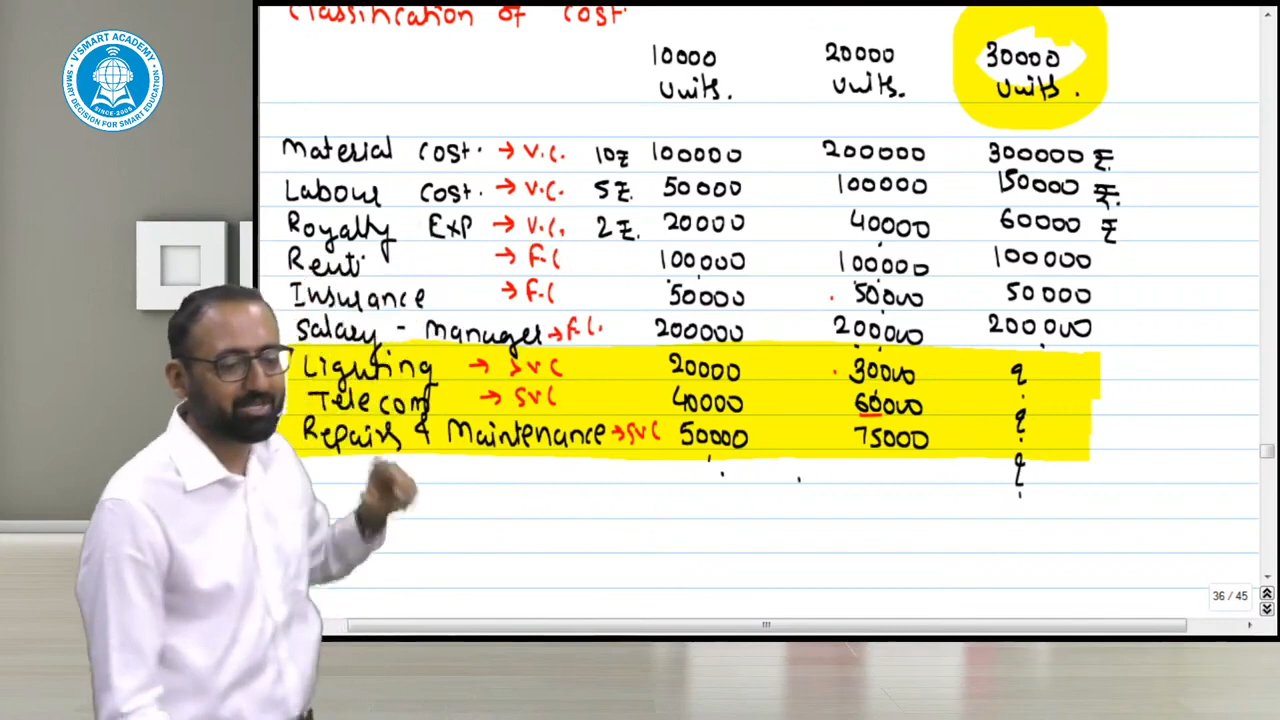 Classification of Cost.
10000 20000 30000
Units. Units. Units.
Material Cost. → V.C. 10₹ 100000 200000 300000 ₹.
Labour Cost. → V.C. 5₹. 50000 100000 150000 ₹.
Royalty Exp → V.C. 2₹. 20000 40000 60000 ₹
Rent → F.C 100000 100000 100000
Insurance → F.C 50000 50000 50000
Salary - Manager → F.C. 200000 200000 200000
Lighting → SVC 20000 30000 ?
Telecom → SVC 40000 60000 ?
Repairs & Maintenance → SVC 50000 75000 ?
36 / 45
V'SMART ACADEMY
SMART DECISION FOR SMART EDUCATION
SINCE-2005